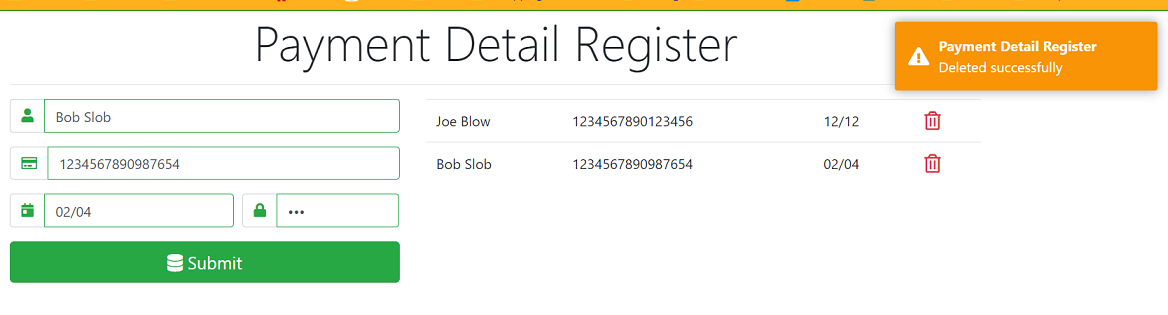 Payment Detail Register
Payment Detail Register
Deleted successfully
Bob Slob
1234567890987654
02/04
•••
Submit
Joe Blow 1234567890123456 12/12
Bob Slob 1234567890987654 02/04